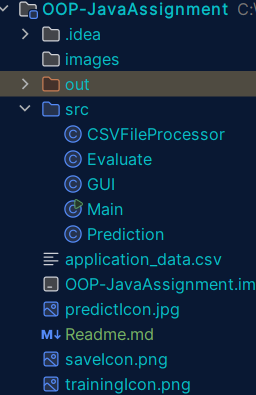 OOP-JavaAssignment C:\
.idea
images
out
src
CSVFileProcessor
Evaluate
GUI
Main
Prediction
application_data.csv
OOP-JavaAssignment.im
predictIcon.jpg
M↓ Readme.md
saveIcon.png
trainingIcon.png